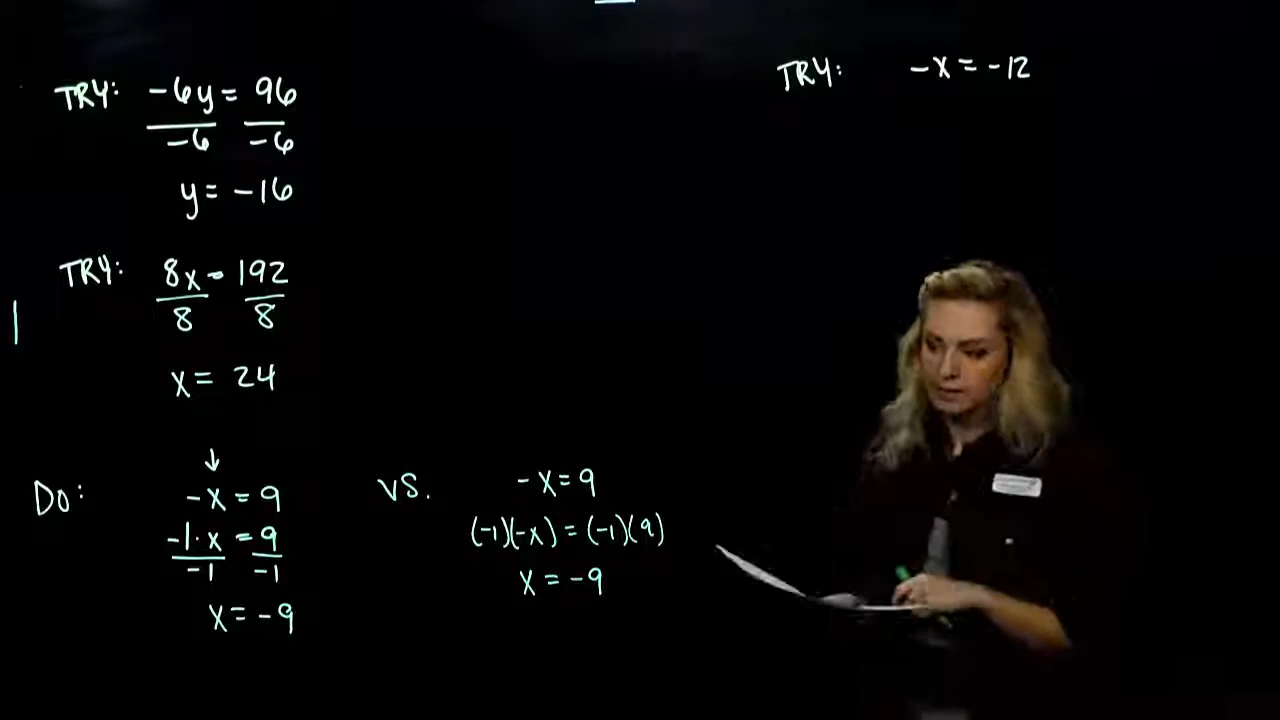 TRY: -6y = 96
-6 -6
y = -16
TRY: 8x = 192
8 8
x = 24
↓
Do: -x = 9
-1·x = 9
-1 -1
x = -9
vs. -x = 9
(-1)(-x) = (-1)(9)
x = -9
TRY: -x = -12